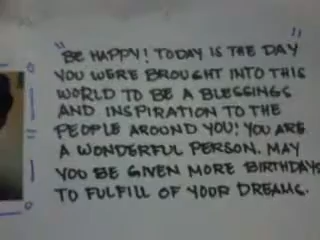 "BE HAPPY! TODAY IS THE DAY"
YOU WERE BROUGHT INTO THIS
WORLD TO BE A BLESSINGS
AND INSPIRATION TO THE
PEOPLE AROUND YOU! YOU ARE
A WONDERFUL PERSON. MAY
YOU BE GIVEN MORE BIRTHDAYS
TO FULFILL OF YOUR DREAMS.